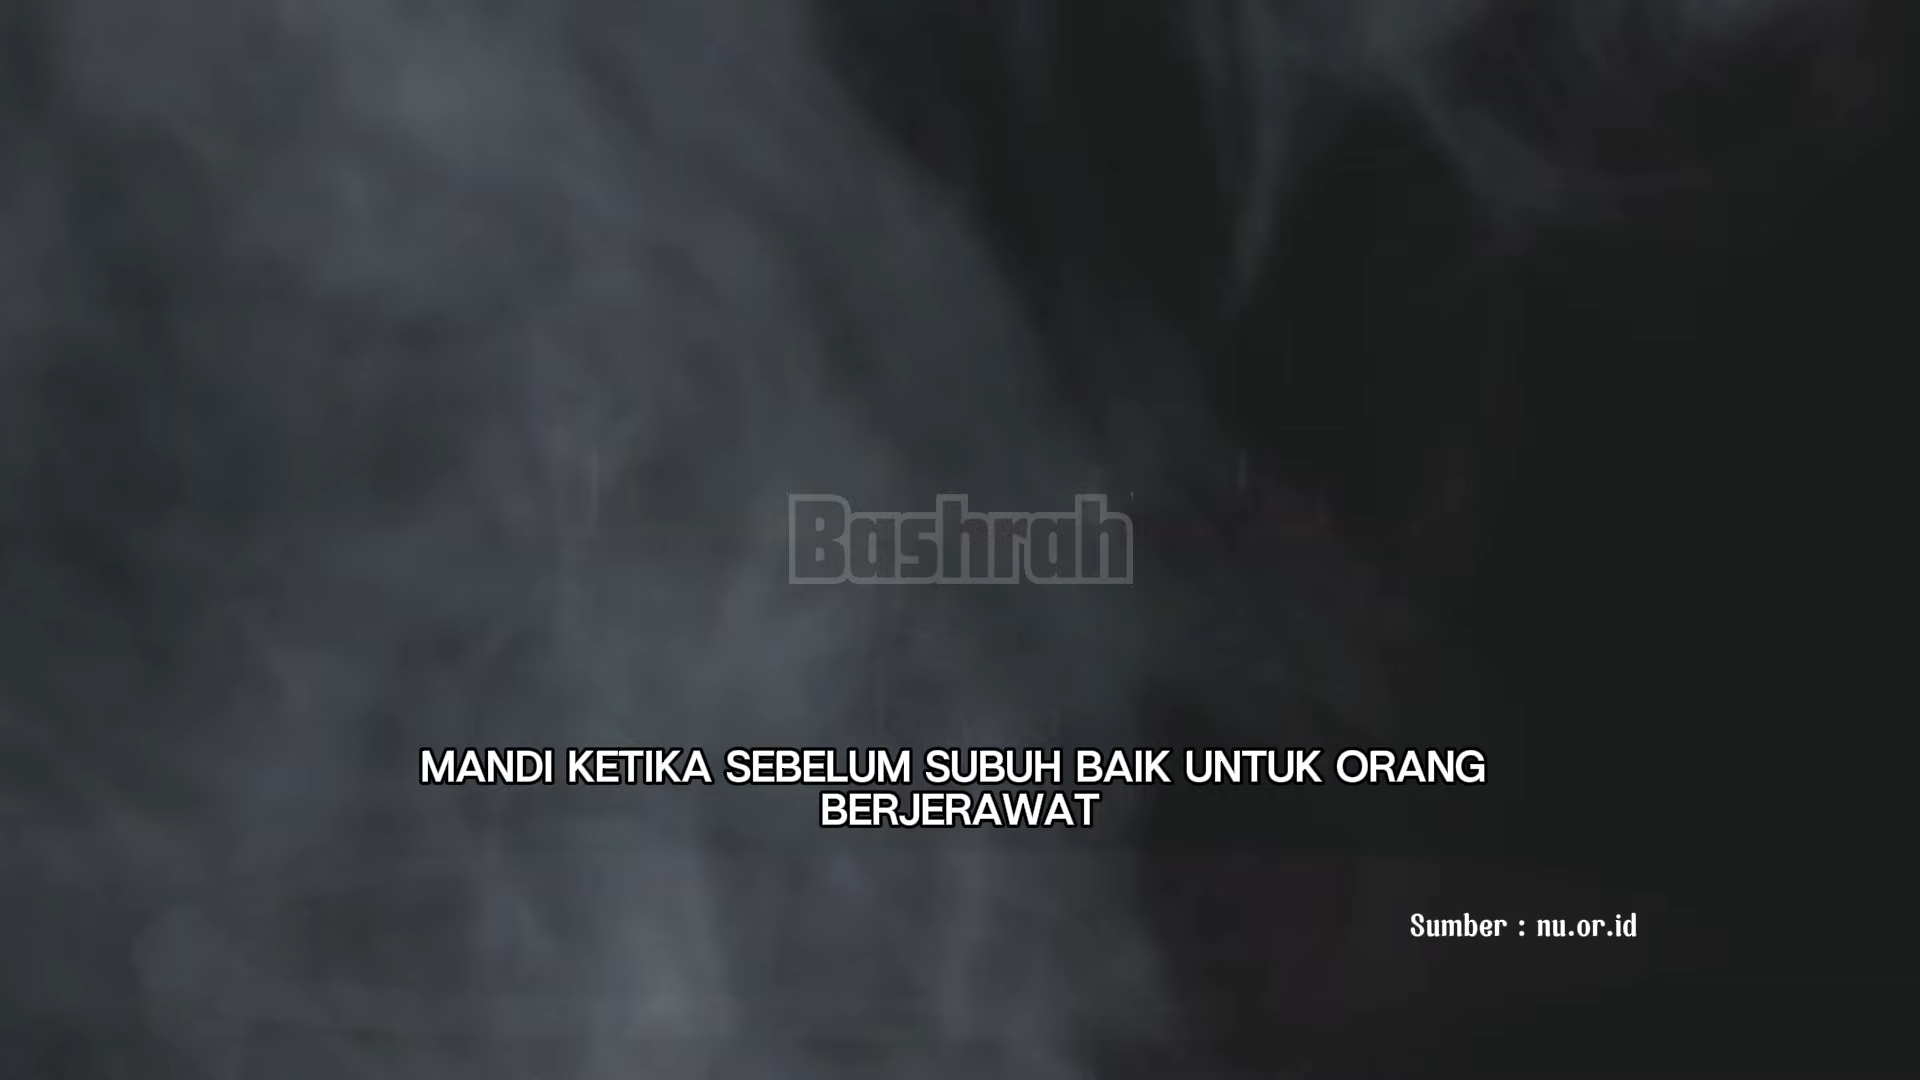 Bashrah
MANDI KETIKA SEBELUM SUBUH BAIK UNTUK ORANG
BERJERAWAT
Sumber : nu.or.id